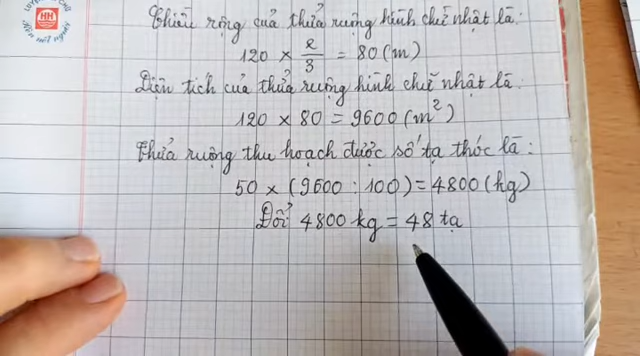 Chiều rộng của thửa ruộng hình chữ nhật là:
120 × 2/3 = 80 (m)
Diện tích của thửa ruộng hình chữ nhật là:
120 × 80 = 9600 (m²)
Thửa ruộng thu hoạch được số tạ thóc là:
50 × (9600 : 100) = 4800 (kg)
Đổi 4800 kg = 48 tạ
HH